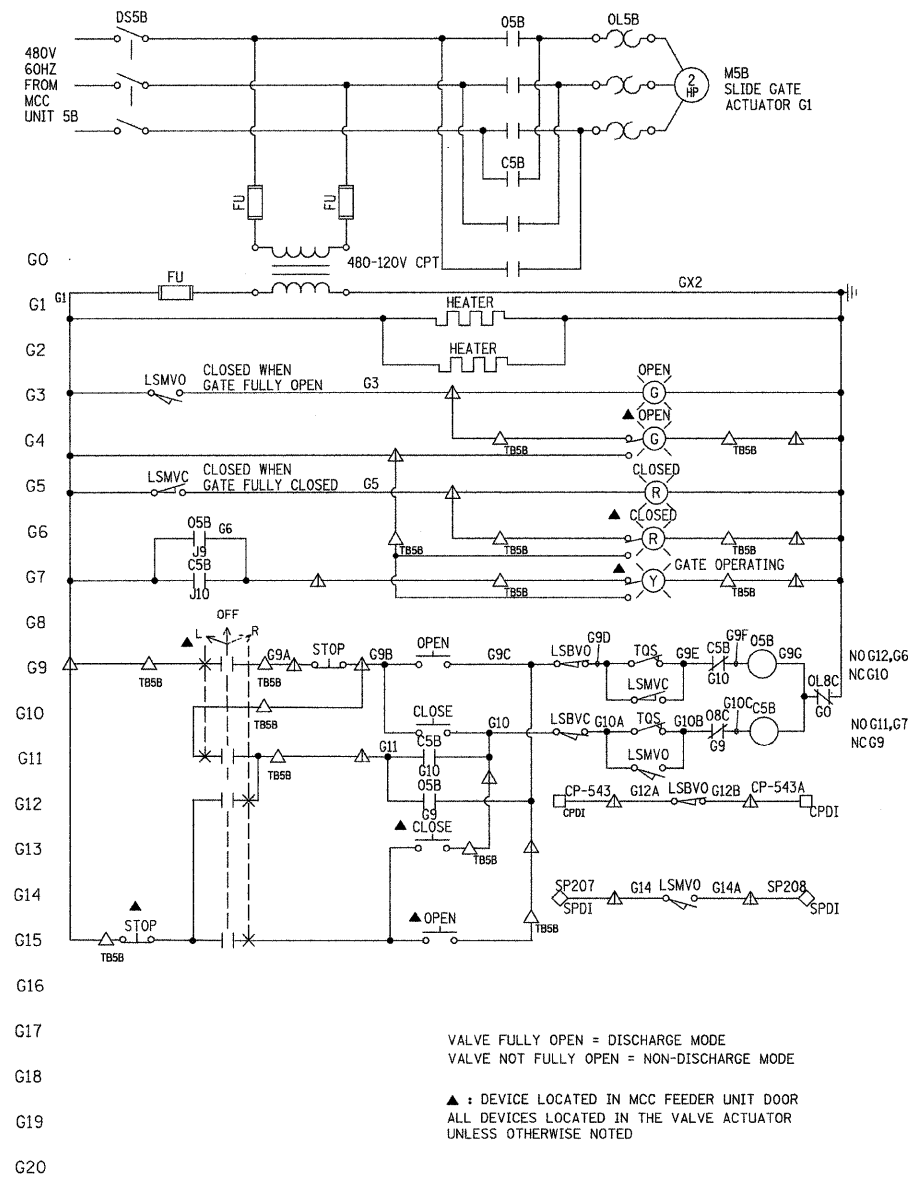 DS5B
O5B
OL5B
480V
60HZ
FROM
MCC
UNIT 5B
2
HP
M5B
SLIDE GATE
ACTUATOR G1
C5B
FU
FU
G0
480-120V CPT
FU
GX2
G1
G1
HEATER
G2
HEATER
OPEN
G3
LSMVO
CLOSED WHEN
GATE FULLY OPEN
G3
G
▲ OPEN
G4
TB5B
G
TB5B
G5
LSMVC
CLOSED WHEN
GATE FULLY CLOSED
G5
CLOSED
R
▲ CLOSED
G6
O5B
G6
J9
TB5B
R
TB5B
G7
C5B
J10
TB5B
▲
Y
GATE OPERATING
TB5B
G8
OFF
L
R
▲
G9
TB5B
G9A
TB5B
STOP
G9B
OPEN
G9C
LSBVO
G9D
TQS
G9E
C5B
G10
G9F
O5B
G9G
NO G12,G6
NC G10
LSMVC
OL8C
G0
G10
TB5B
CLOSE
G10
LSBVC
G10A
TQS
G10B
O8C
G9
G10C
C5B
NO G11,G7
NC G9
G11
TB5B
G11
C5B
G10
LSMVO
G12
O5B
G9
CP-543
CPDI
G12A
LSBVO
G12B
CP-543A
CPDI
G13
▲ CLOSE
TB5B
G14
SP207
SPDI
G14
LSMVO
G14A
SP208
SPDI
G15
TB5B
▲
STOP
▲ OPEN
TB5B
G16
G17
VALVE FULLY OPEN = DISCHARGE MODE
VALVE NOT FULLY OPEN = NON-DISCHARGE MODE
G18
▲ : DEVICE LOCATED IN MCC FEEDER UNIT DOOR
G19
ALL DEVICES LOCATED IN THE VALVE ACTUATOR
UNLESS OTHERWISE NOTED
G20